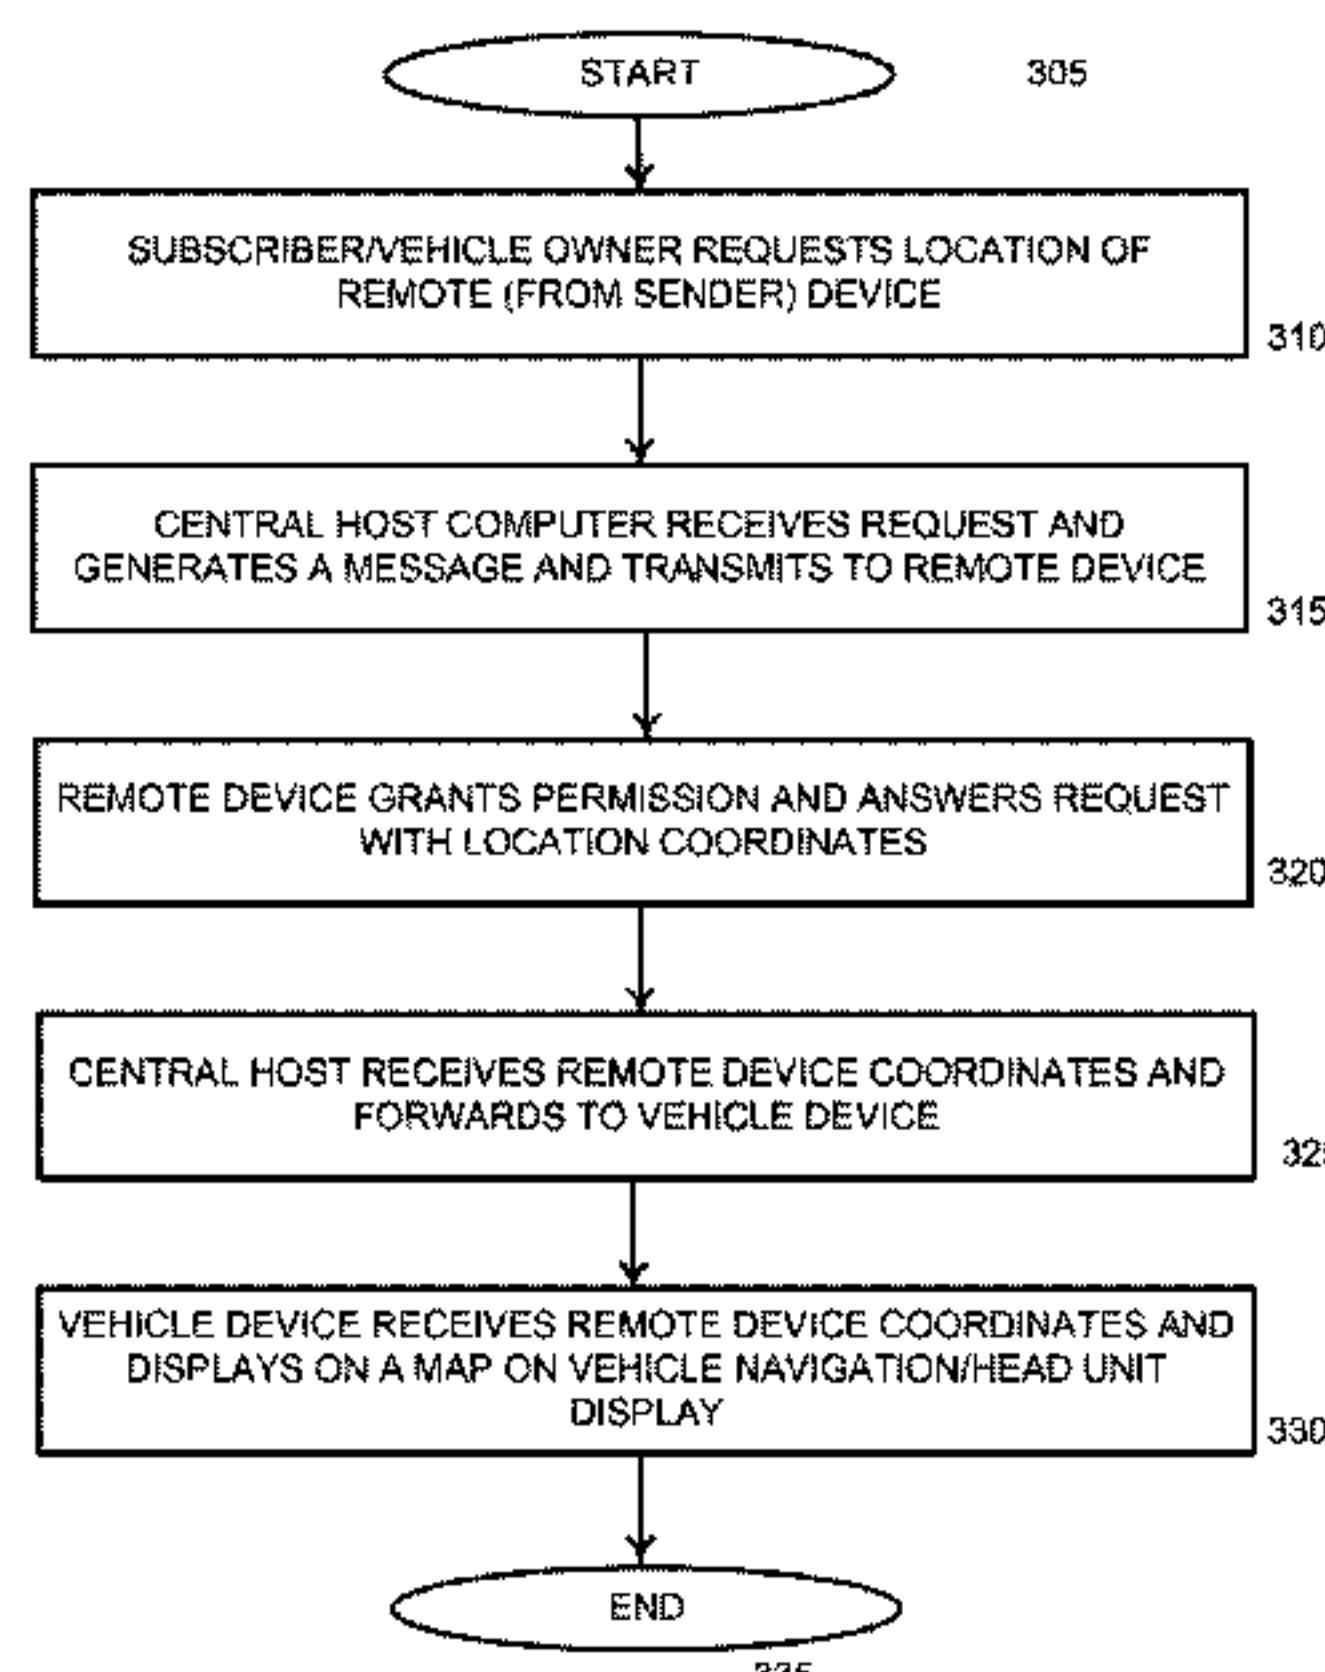 START
305
SUBSCRIBER/VEHICLE OWNER REQUESTS LOCATION OF
REMOTE (FROM SENDER) DEVICE
310
CENTRAL HOST COMPUTER RECEIVES REQUEST AND
GENERATES A MESSAGE AND TRANSMITS TO REMOTE DEVICE
315
REMOTE DEVICE GRANTS PERMISSION AND ANSWERS REQUEST
WITH LOCATION COORDINATES
320
CENTRAL HOST RECEIVES REMOTE DEVICE COORDINATES AND
FORWARDS TO VEHICLE DEVICE
VEHICLE DEVICE RECEIVES REMOTE DEVICE COORDINATES AND
DISPLAYS ON A MAP ON VEHICLE NAVIGATION/HEAD UNIT
DISPLAY
330
END